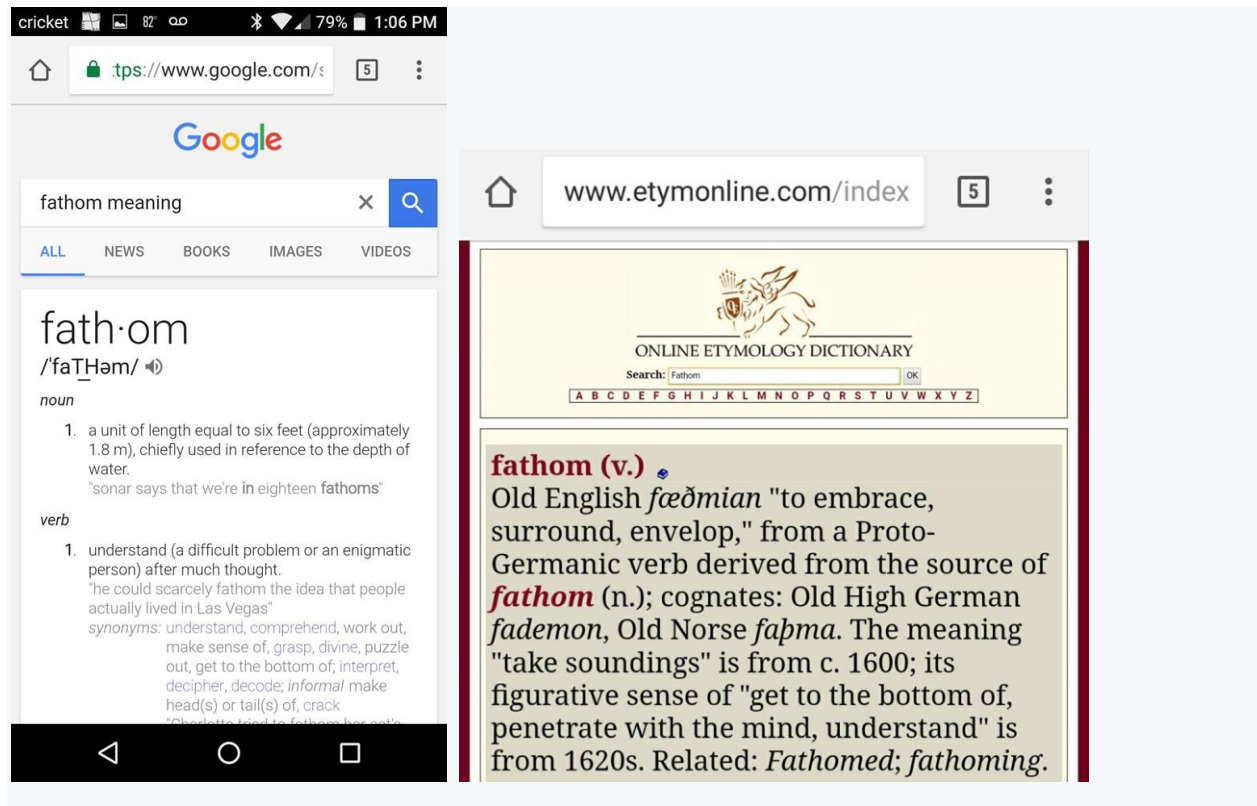 cricket 82° 79% 1:06 PM
tps://www.google.com/s 5
Google
fathom meaning
ALL NEWS BOOKS IMAGES VIDEOS
fath·om
/ˈfaT͟Həm/
noun
1. a unit of length equal to six feet (approximately
1.8 m), chiefly used in reference to the depth of
water.
"sonar says that we're in eighteen fathoms"
verb
1. understand (a difficult problem or an enigmatic
person) after much thought.
"he could scarcely fathom the idea that people
actually lived in Las Vegas"
synonyms: understand, comprehend, work out,
make sense of, grasp, divine, puzzle
out, get to the bottom of; interpret,
decipher, decode; informal make
head(s) or tail(s) of, crack
"Charlotte tried to fathom her cat's
www.etymonline.com/index 5
ONLINE ETYMOLOGY DICTIONARY
Search: Fathom OK
A B C D E F G H I J K L M N O P Q R S T U V W X Y Z
fathom (v.)
Old English fæðmian "to embrace,
surround, envelop," from a Proto-
Germanic verb derived from the source of
fathom (n.); cognates: Old High German
fademon, Old Norse faþma. The meaning
"take soundings" is from c. 1600; its
figurative sense of "get to the bottom of,
penetrate with the mind, understand" is
from 1620s. Related: Fathomed; fathoming.